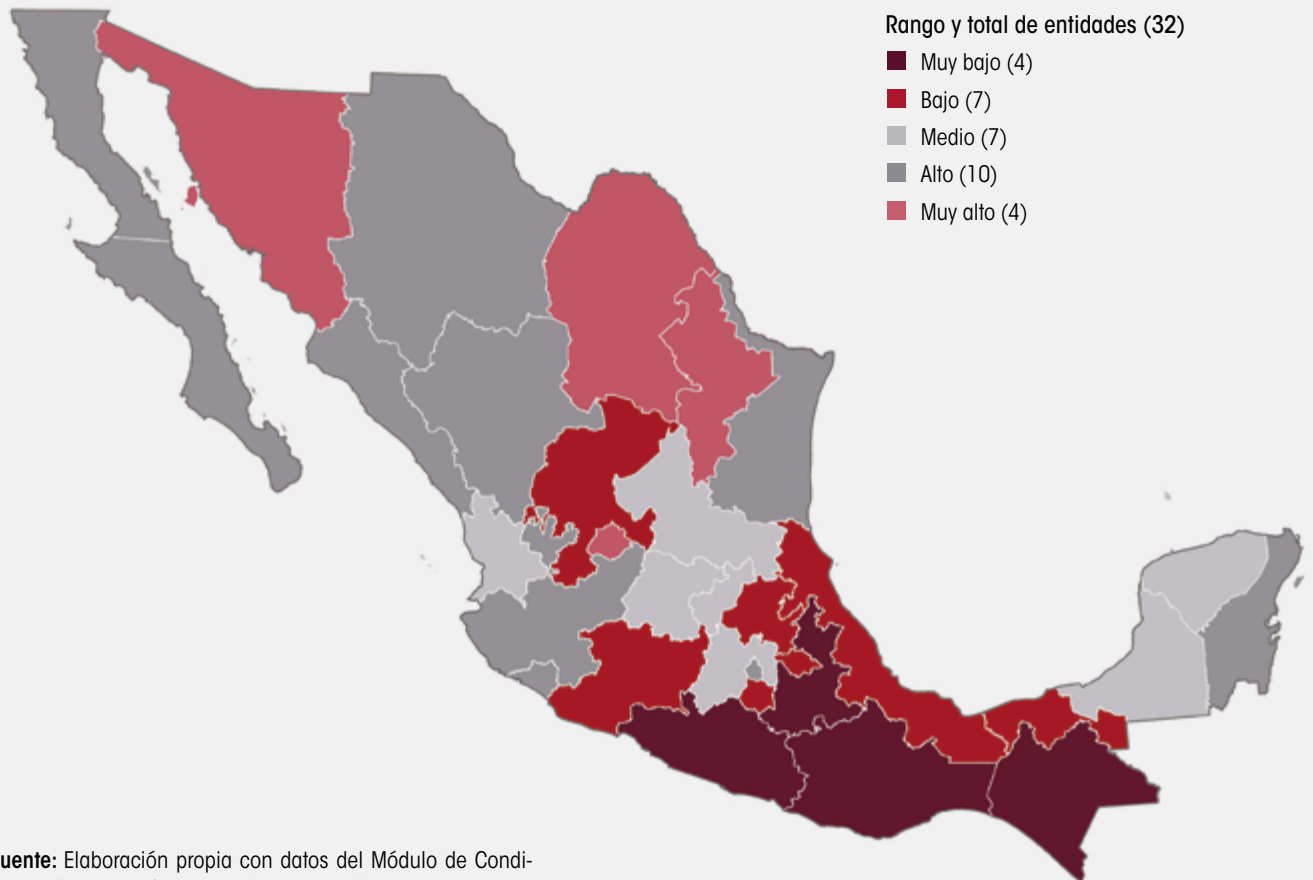 Rango y total de entidades (32)
Muy bajo (4)
Bajo (7)
Medio (7)
Alto (10)
Muy alto (4)
uente: Elaboración propia con datos del Módulo de Condi-